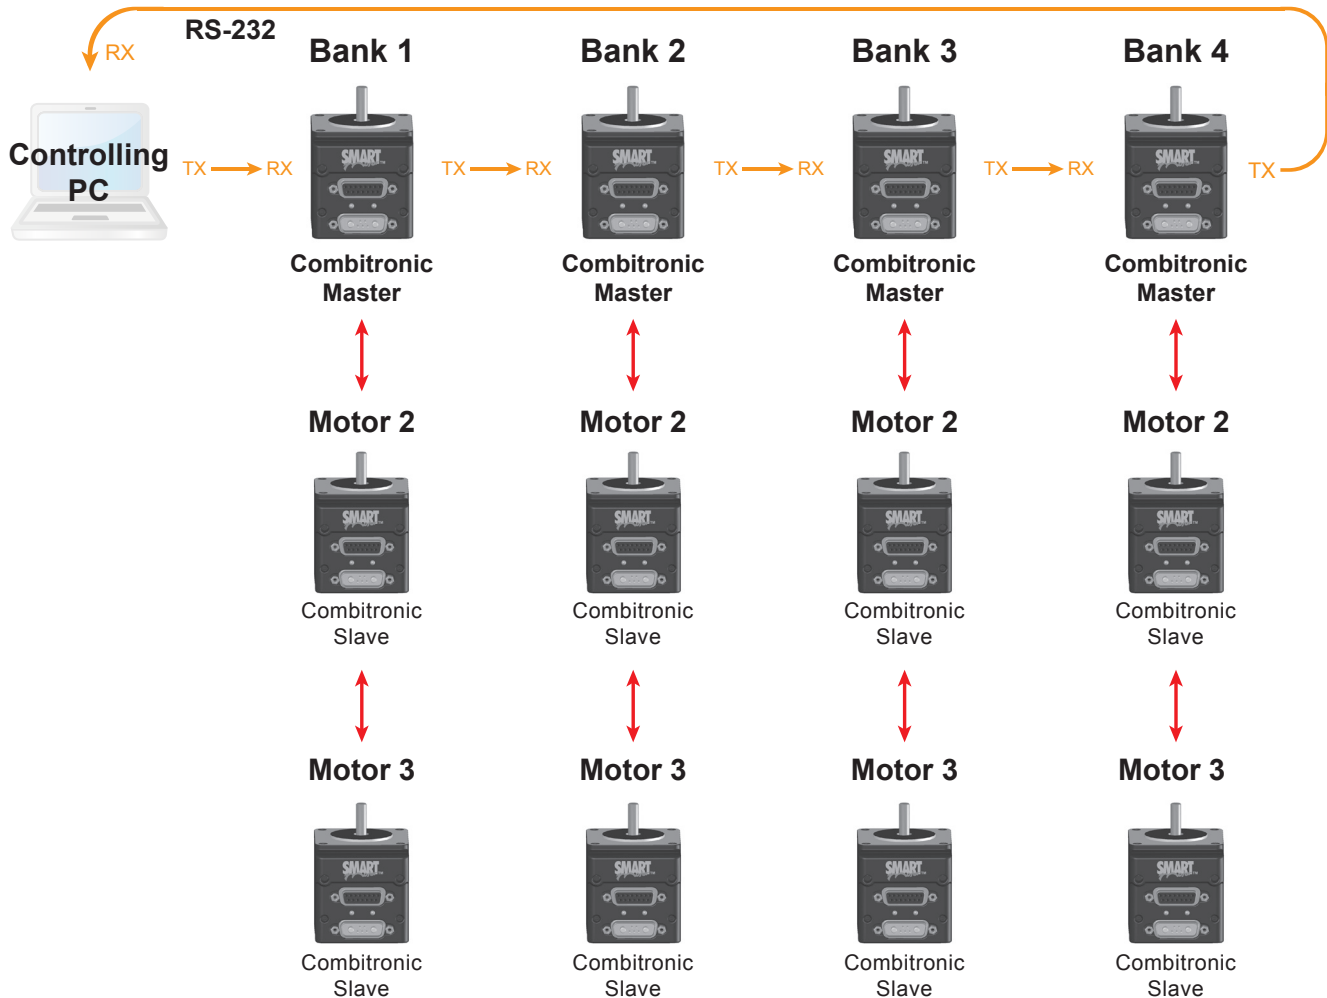 RS-232
RX
Bank 1
Bank 2
Bank 3
Bank 4
Controlling
PC
TX
RX
TX
RX
TX
RX
TX
RX
TX
SMART
SMART
SMART
SMART
Combitronic
Master
Combitronic
Master
Combitronic
Master
Combitronic
Master
Motor 2
Motor 2
Motor 2
Motor 2
SMART
SMART
SMART
SMART
Combitronic
Slave
Combitronic
Slave
Combitronic
Slave
Combitronic
Slave
Motor 3
Motor 3
Motor 3
Motor 3
SMART
SMART
SMART
SMART
Combitronic
Slave
Combitronic
Slave
Combitronic
Slave
Combitronic
Slave